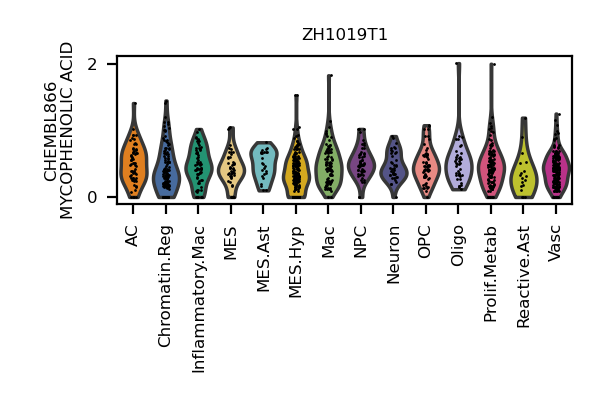 ZH1019T1
CHEMBL866
MYCOPHENOLIC ACID
2
0
AC
Chromatin.Reg
Inflammatory.Mac
MES
MES.Ast
MES.Hyp
Mac
NPC
Neuron
OPC
Oligo
Prolif.Metab
Reactive.Ast
Vasc